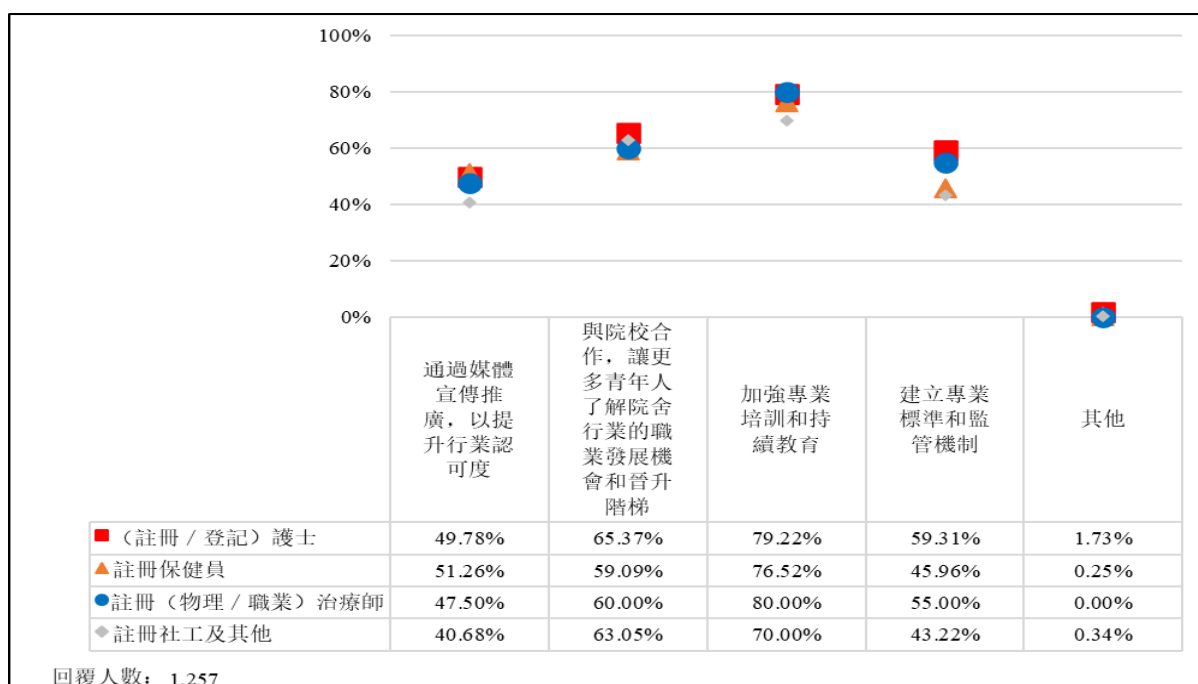 100%
80%
60%
40%
20%
0%
通過媒體
宣傳推
廣，以提
升行業認
可度
與院校合
作，讓更
多青年人
了解院舍
行業的職
業發展機
會和晉升
階梯
加強專業
培訓和持
續教育
建立專業
標準和監
管機制
其他
（註冊／登記）護士 49.78% 65.37% 79.22% 59.31% 1.73%
註冊保健員 51.26% 59.09% 76.52% 45.96% 0.25%
註冊（物理／職業）治療師 47.50% 60.00% 80.00% 55.00% 0.00%
註冊社工及其他 40.68% 63.05% 70.00% 43.22% 0.34%
回覆人數： 1,257